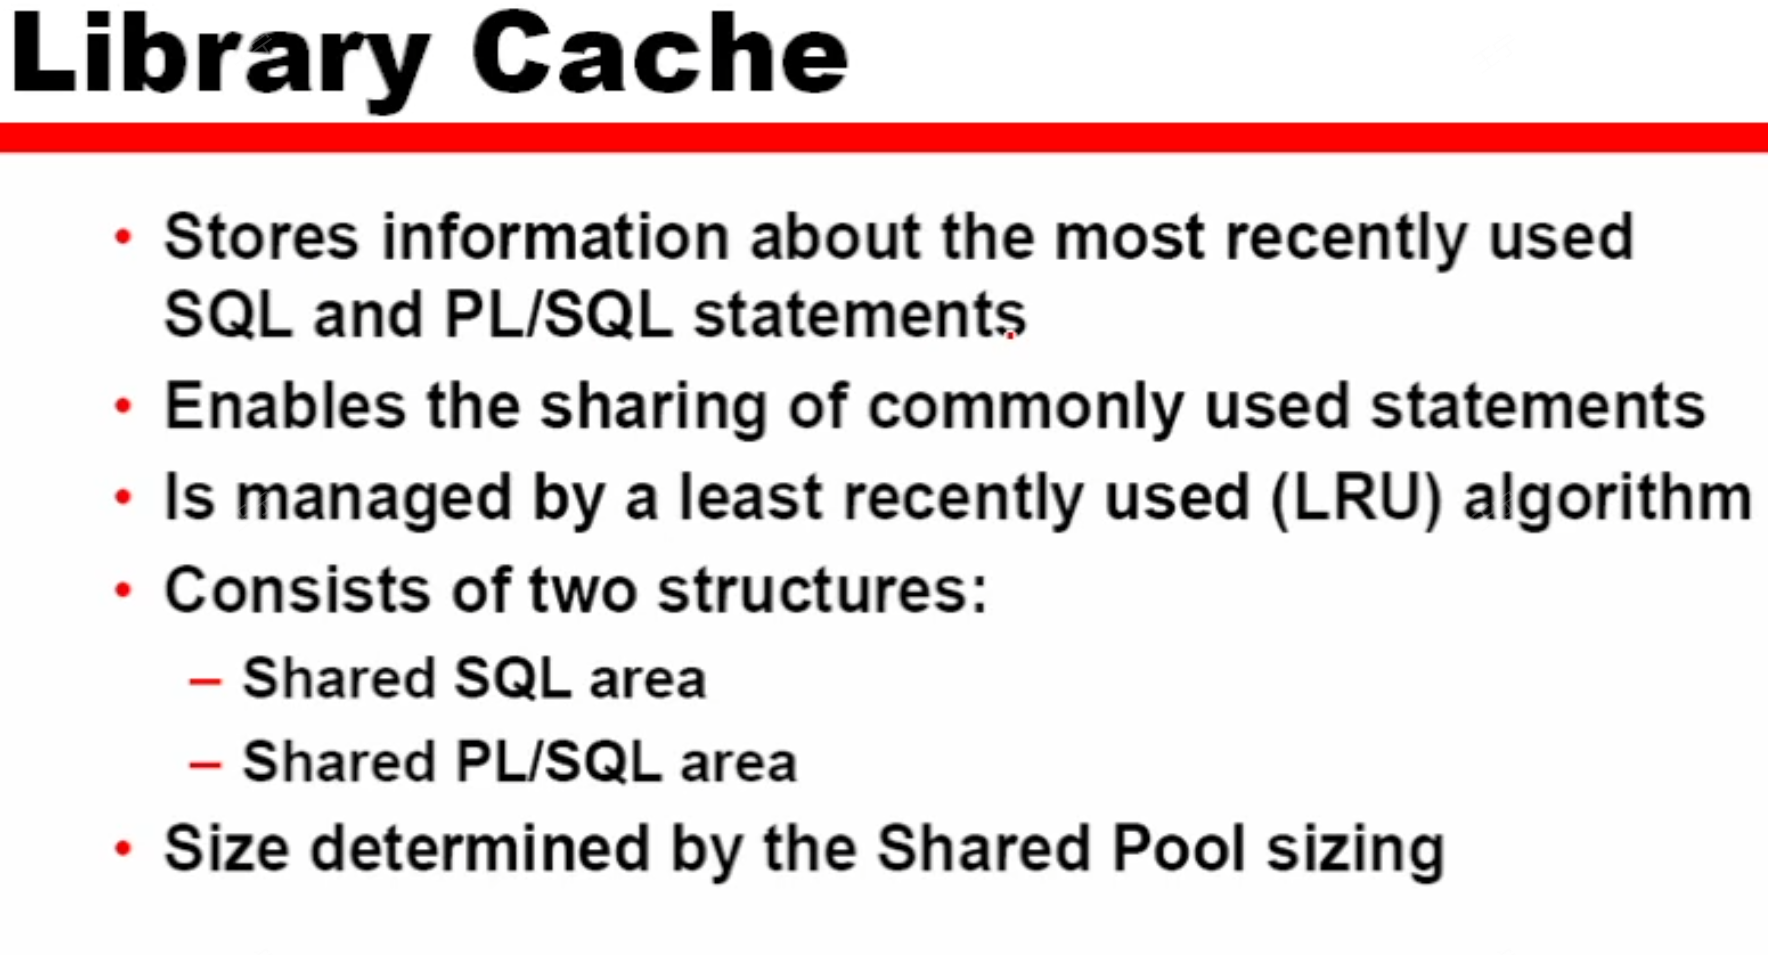 Library Cache
• Stores information about the most recently used
SQL and PL/SQL statements
• Enables the sharing of commonly used statements
• Is managed by a least recently used (LRU) algorithm
• Consists of two structures:
– Shared SQL area
– Shared PL/SQL area
• Size determined by the Shared Pool sizing